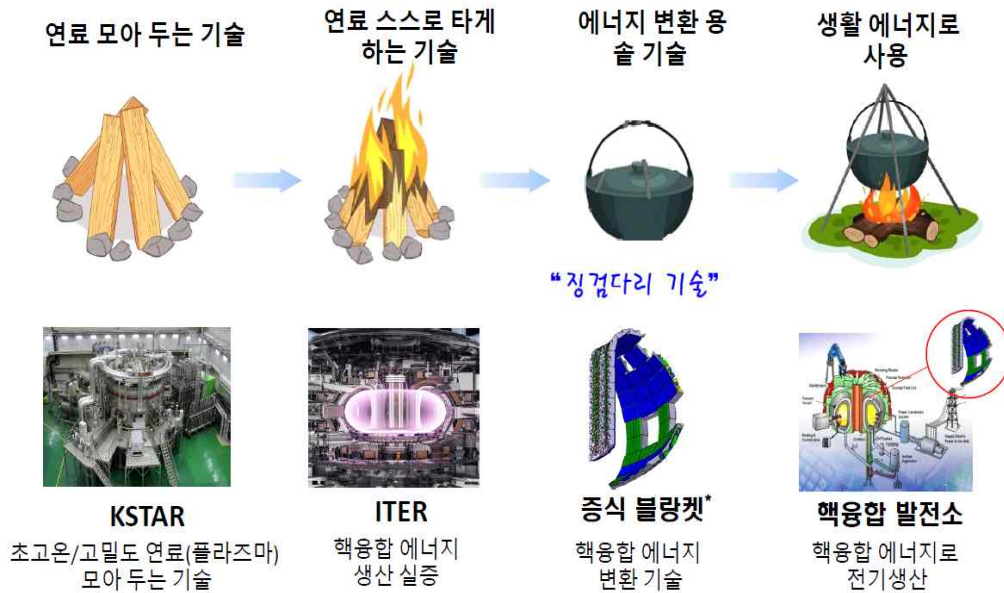 연료 모아 두는 기술
연료 스스로 타게
하는 기술
에너지 변환 용
솥 기술
생활 에너지로
사용
“징검다리 기술”
KSTAR
초고온/고밀도 연료(플라즈마)
모아 두는 기술
ITER
핵융합 에너지
생산 실증
증식 블랑켓*
핵융합 에너지
변환 기술
핵융합 발전소
핵융합 에너지로
전기생산